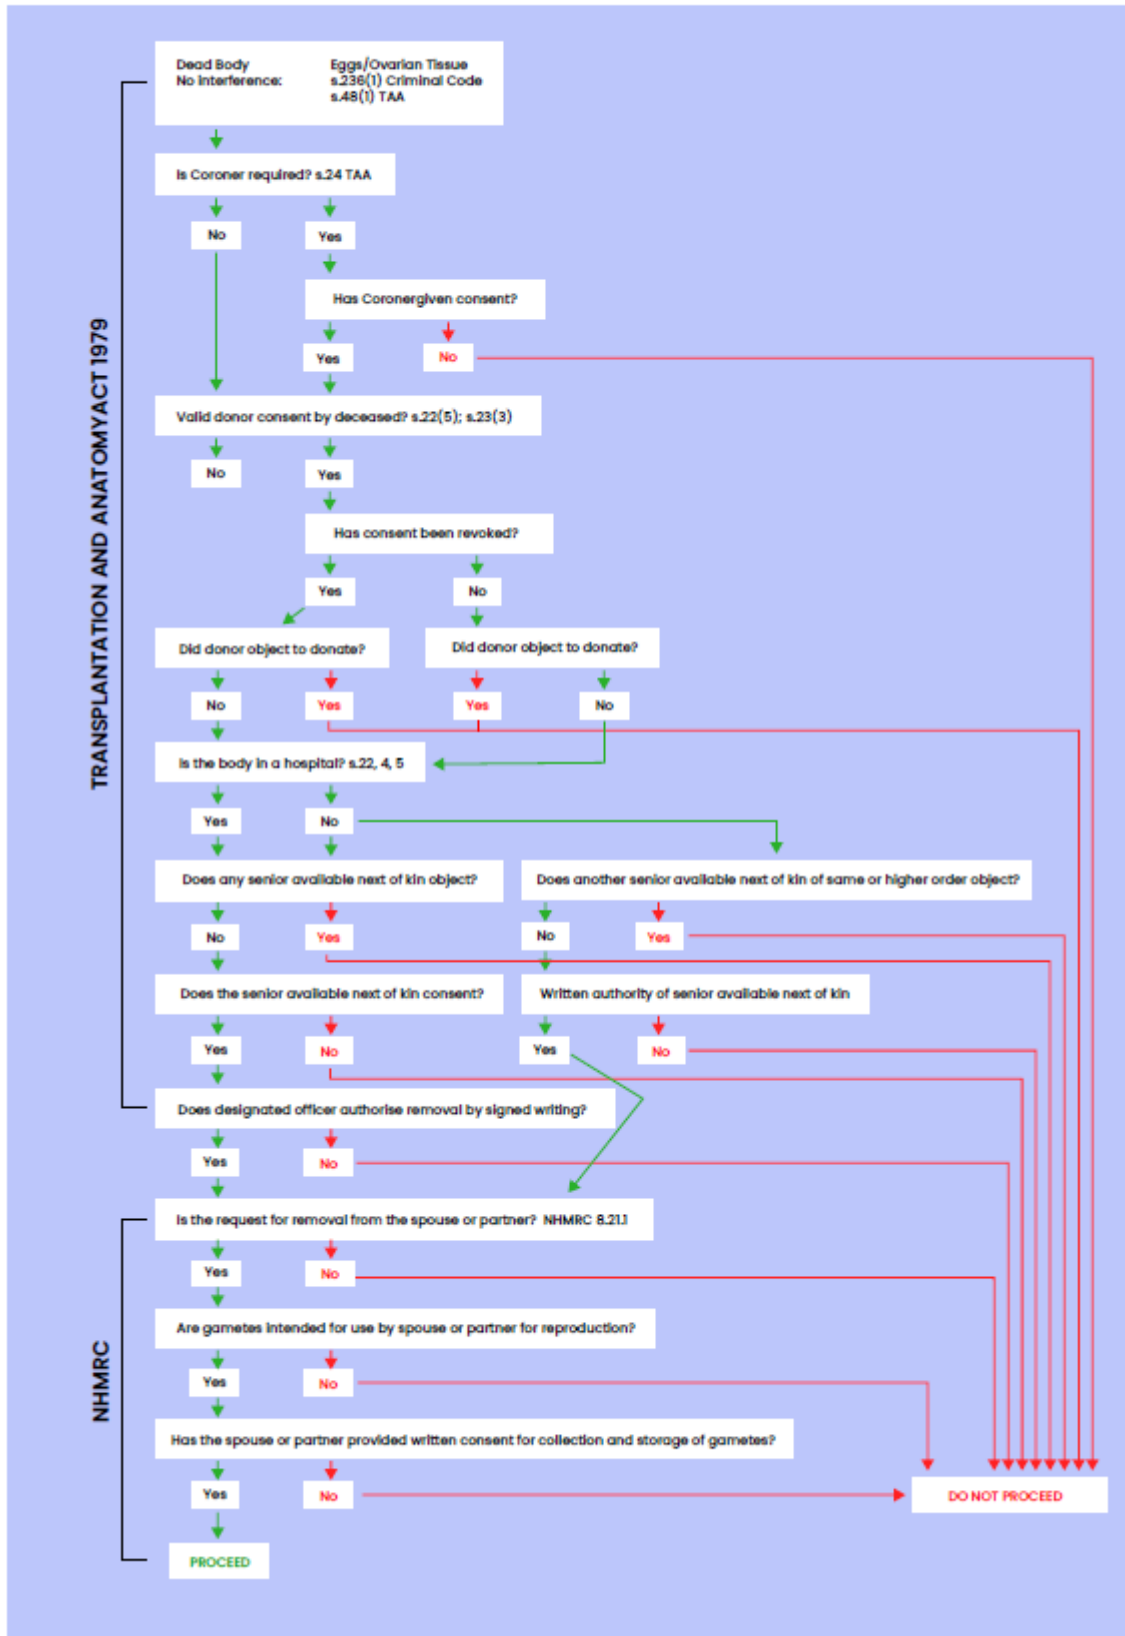 Dead Body Eggs/Ovarian Tissue
No interference: s.236(1) Criminal Code
s.48(1) TAA
Is Coroner required? s.24 TAA
No Yes
Has Coronergiven consent?
Yes No
Valid donor consent by deceased? s.22(5); s.23(3)
No Yes
Has consent been revoked?
Yes No
Did donor object to donate? Did donor object to donate?
No Yes Yes No
Is the body in a hospital? s.22, 4, 5
Yes No
Does any senior available next of kin object? Does another senior available next of kin of same or higher order object?
No Yes No Yes
Does the senior available next of kin consent? Written authority of senior available next of kin
Yes No Yes No
Does designated officer authorise removal by signed writing?
Yes No
TRANSPLANTATION AND ANATOMYACT 1979
Is the request for removal from the spouse or partner? NHMRC 8.21.1
Yes No
Are gametes intended for use by spouse or partner for reproduction?
Yes No
Has the spouse or partner provided written consent for collection and storage of gametes?
Yes No DO NOT PROCEED
PROCEED
NHMRC